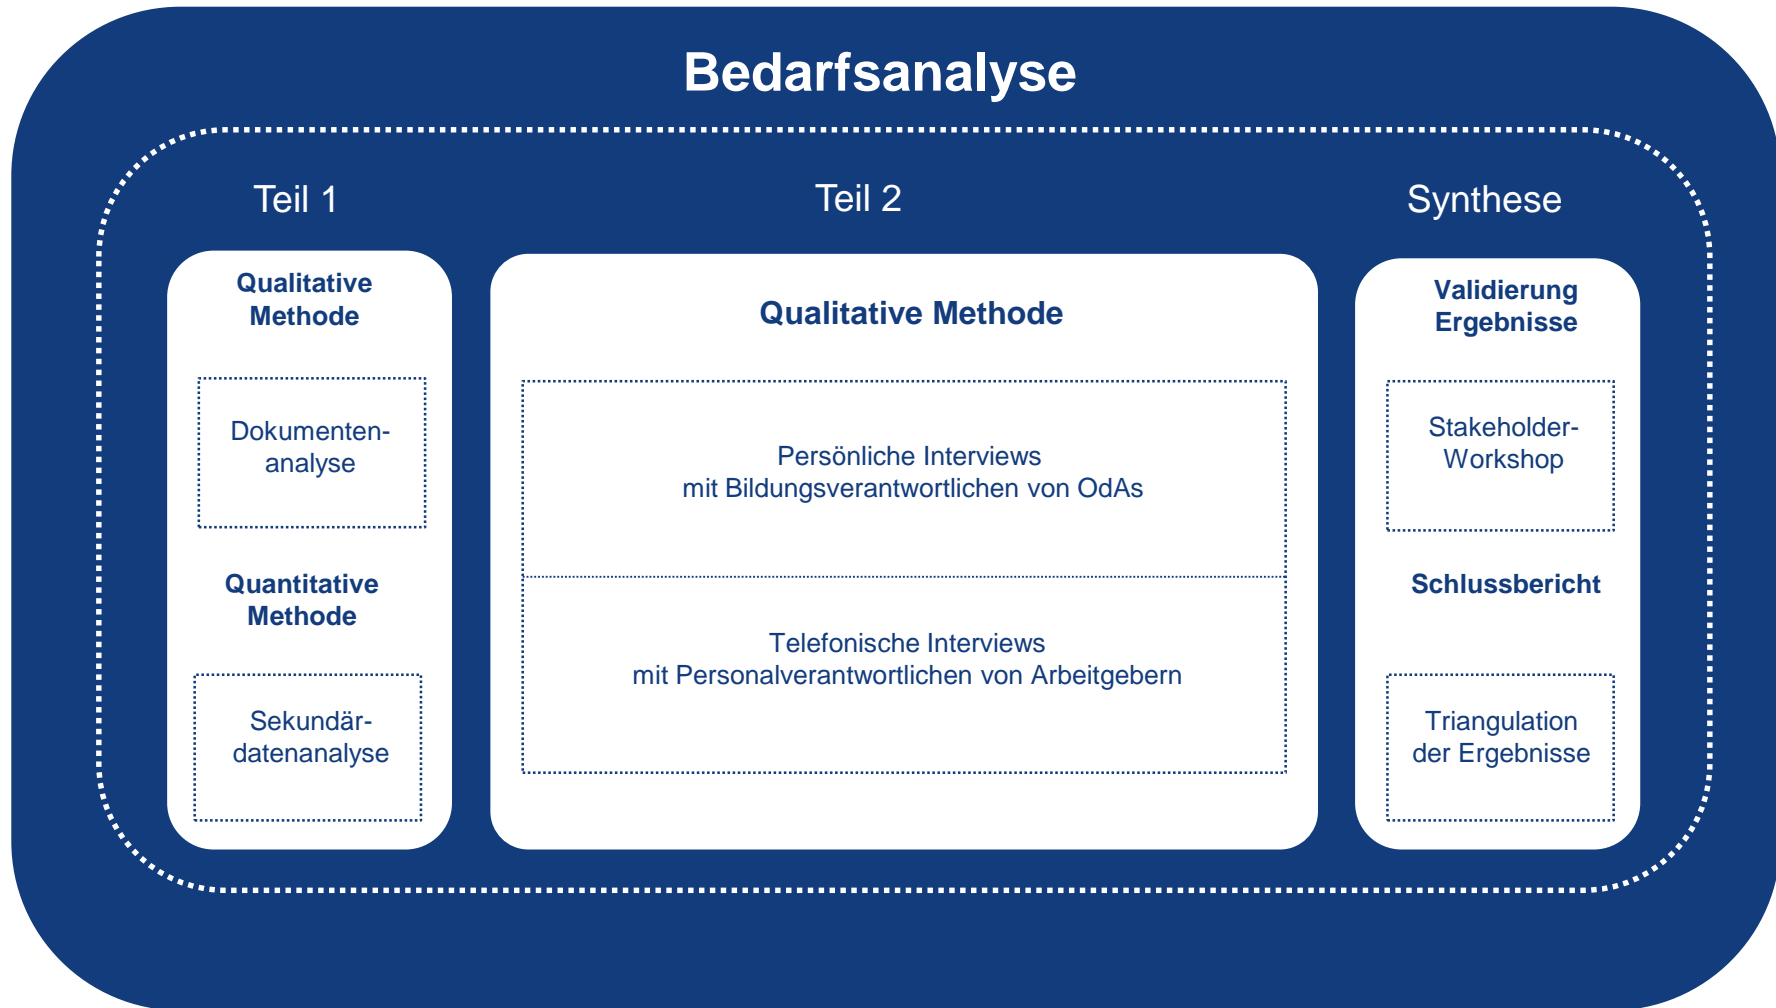 Bedarfsanalyse
Teil 1
Qualitative
Methode
Dokumenten-
analyse
Quantitative
Methode
Sekundär-
datenanalyse
Teil 2
Qualitative Methode
Persönliche Interviews
mit Bildungsverantwortlichen von OdAs
Telefonische Interviews
mit Personalverantwortlichen von Arbeitgebern
Synthese
Validierung
Ergebnisse
Stakeholder-
Workshop
Schlussbericht
Triangulation
der Ergebnisse